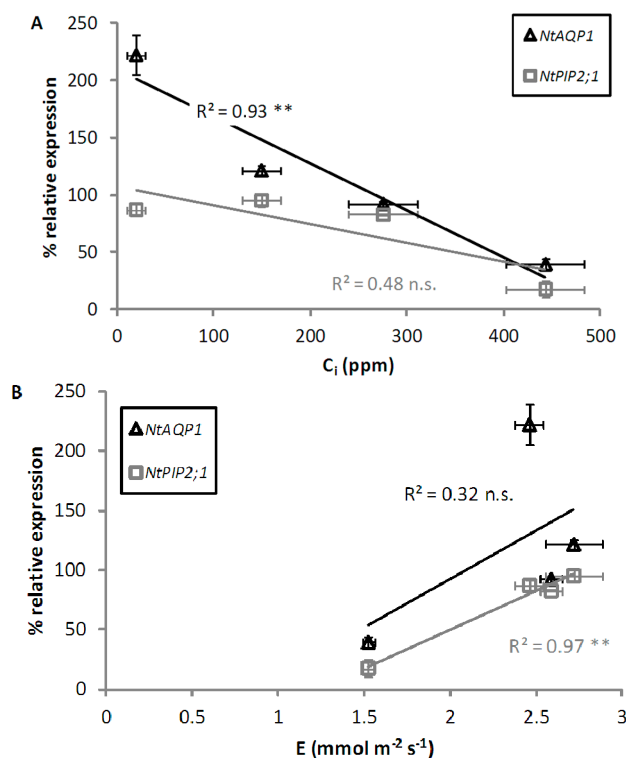 A
% relative expression
250
200
150
100
50
0
NtAQP1
NtPIP2;1
R² = 0.93 **
R² = 0.48 n.s.
0 100 200 300 400 500
Cᵢ (ppm)
B
% relative expression
250
200
150
100
50
0
NtAQP1
NtPIP2;1
R² = 0.32 n.s.
R² = 0.97 **
0 0.5 1 1.5 2 2.5 3
E (mmol m⁻² s⁻¹)